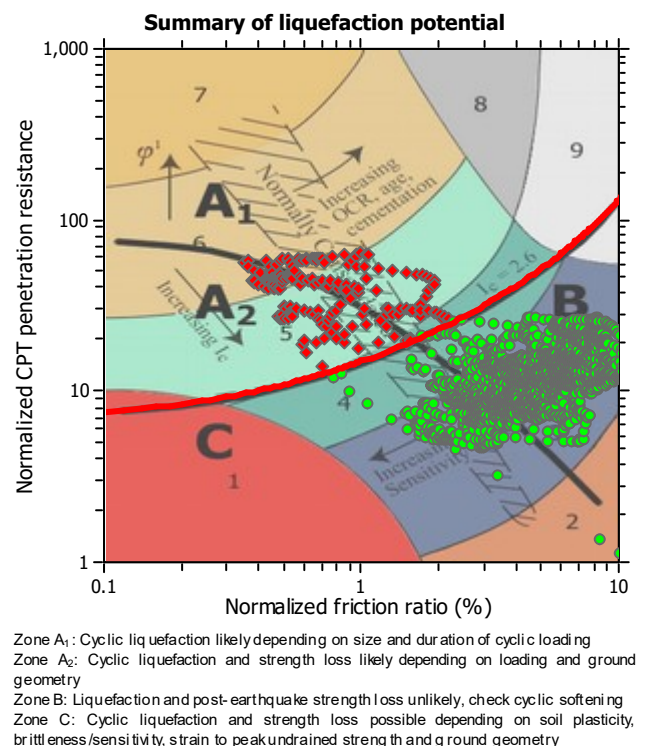 Summary of liquefaction potential
1,000
7
8
φ¹
9
Normally C
Increasing
OCR, age,
cementation
A1
100
6
A2
Ic = 2.6
Increasing Ic
5
B
10
4
C
1
Increasing
Sensitivity
2
1
0.1
1
10
Normalized CPT penetration resistance
Normalized friction ratio (%)
Zone A1: Cyclic liquefaction likely depending on size and duration of cyclic loading
Zone A2: Cyclic liquefaction and strength loss likely depending on loading and ground
geometry
Zone B: Liquefaction and post-earthquake strength loss unlikely, check cyclic softening
Zone C: Cyclic liquefaction and strength loss possible depending on soil plasticity,
brittleness/sensitivity, strain to peak undrained strength and ground geometry